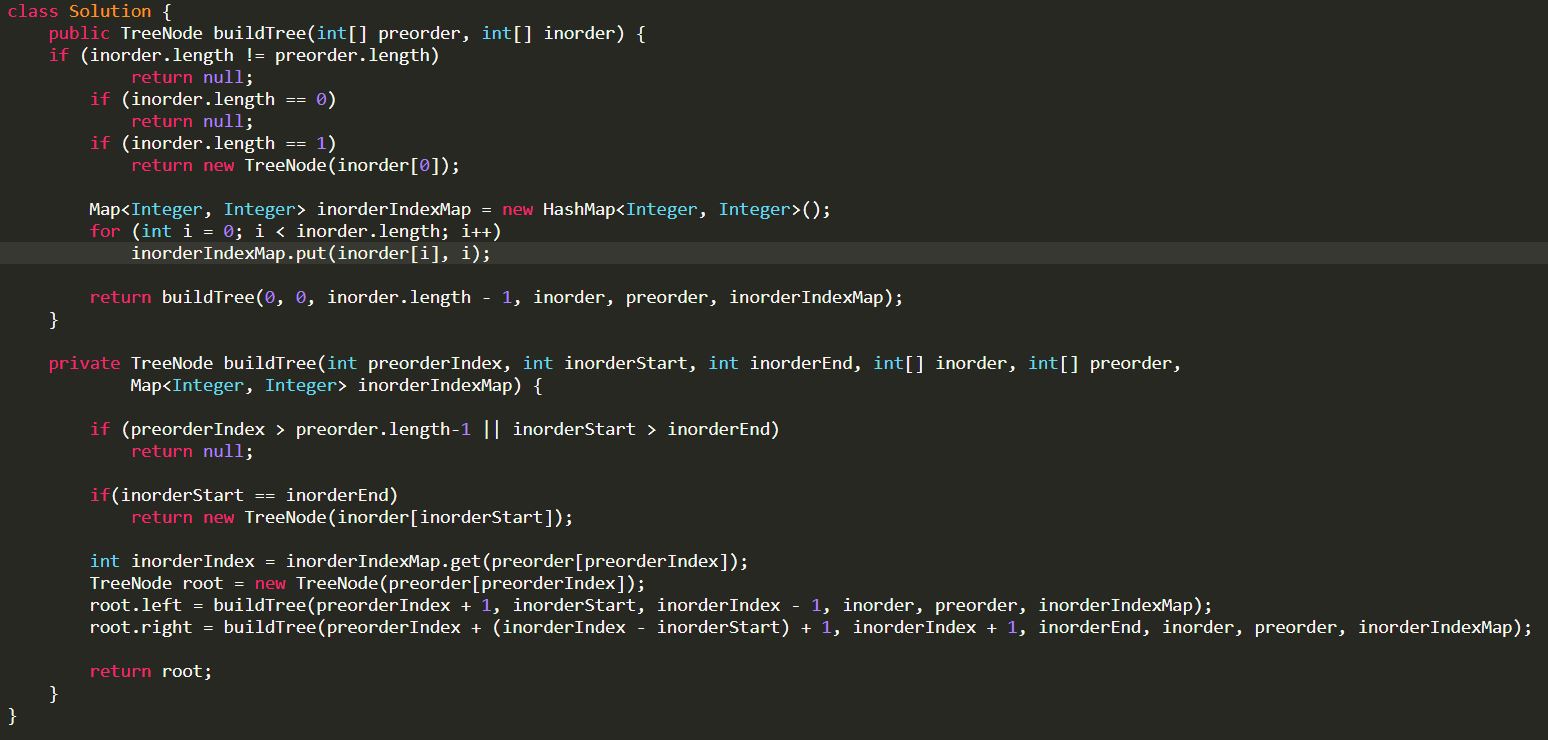 class Solution {
    public TreeNode buildTree(int[] preorder, int[] inorder) {
    if (inorder.length != preorder.length)
            return null;
        if (inorder.length == 0)
            return null;
        if (inorder.length == 1)
            return new TreeNode(inorder[0]);

        Map<Integer, Integer> inorderIndexMap = new HashMap<Integer, Integer>();
        for (int i = 0; i < inorder.length; i++)
            inorderIndexMap.put(inorder[i], i);

        return buildTree(0, 0, inorder.length - 1, inorder, preorder, inorderIndexMap);
    }

    private TreeNode buildTree(int preorderIndex, int inorderStart, int inorderEnd, int[] inorder, int[] preorder,
            Map<Integer, Integer> inorderIndexMap) {

        if (preorderIndex > preorder.length-1 || inorderStart > inorderEnd)
            return null;

        if(inorderStart == inorderEnd)
            return new TreeNode(inorder[inorderStart]);

        int inorderIndex = inorderIndexMap.get(preorder[preorderIndex]);
        TreeNode root = new TreeNode(preorder[preorderIndex]);
        root.left = buildTree(preorderIndex + 1, inorderStart, inorderIndex - 1, inorder, preorder, inorderIndexMap);
        root.right = buildTree(preorderIndex + (inorderIndex - inorderStart) + 1, inorderIndex + 1, inorderEnd, inorder, preorder, inorderIndexMap);

        return root;
    }
}